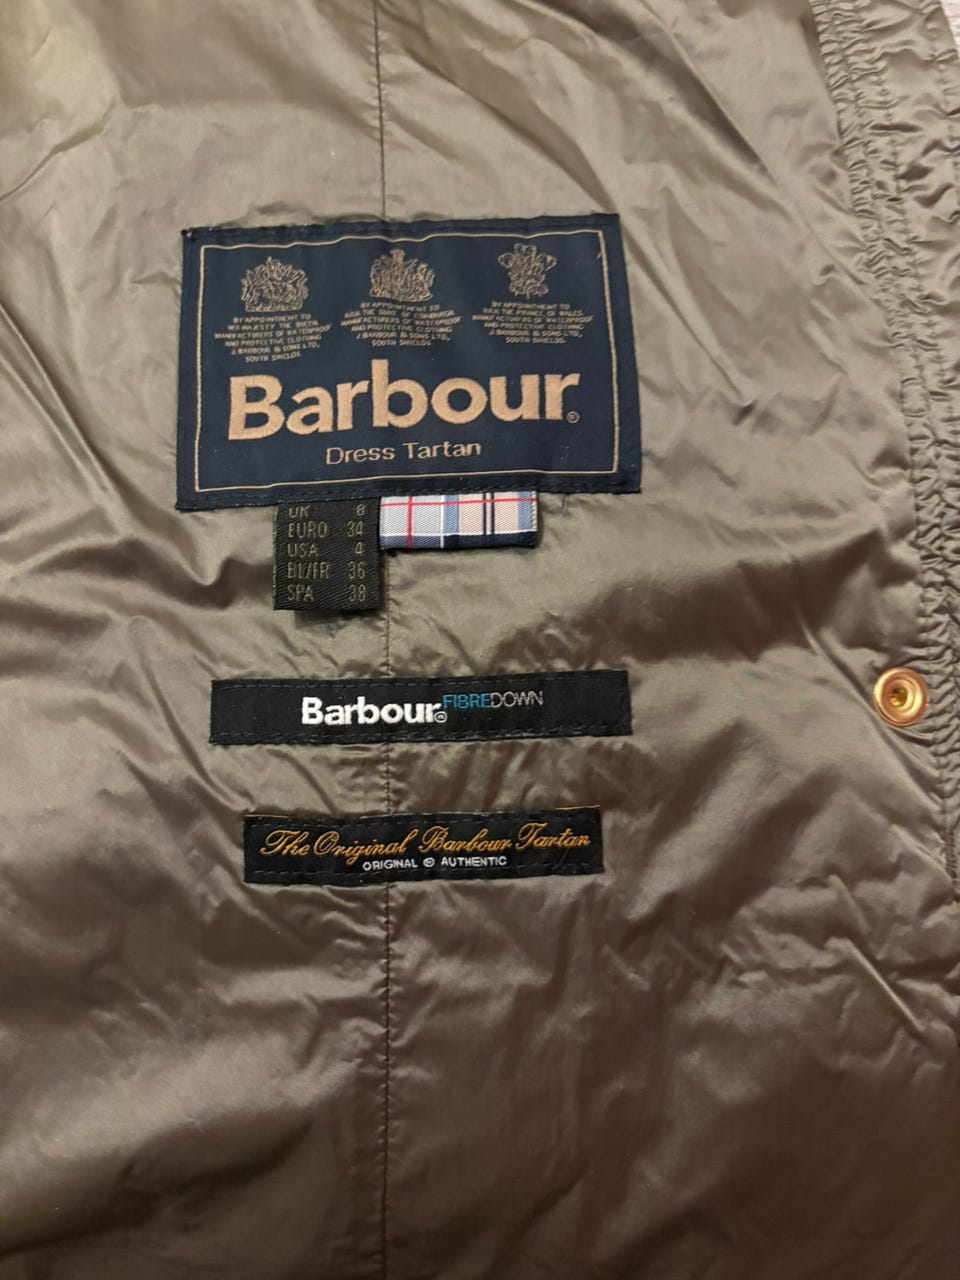 BY APPOINTMENT TO
HER MAJESTY THE QUEEN
MANUFACTURERS OF WATERPROOF
AND PROTECTIVE CLOTHING
J. BARBOUR & SONS LTD,
SOUTH SHIELDS.
BY APPOINTMENT TO
H.R.H. THE DUKE OF EDINBURGH
MANUFACTURERS OF WATERPROOF
AND PROTECTIVE CLOTHING
J. BARBOUR & SONS LTD,
SOUTH SHIELDS.
BY APPOINTMENT TO
H.R.H. THE PRINCE OF WALES
MANUFACTURERS OF WATERPROOF
AND PROTECTIVE CLOTHING
J. BARBOUR & SONS LTD,
SOUTH SHIELDS.
Barbour®
Dress Tartan
UK 8
EURO 34
USA 4
BL/FR 36
SPA 38
Barbour® FIBREDOWN
The Original Barbour Tartan
ORIGINAL ® AUTHENTIC